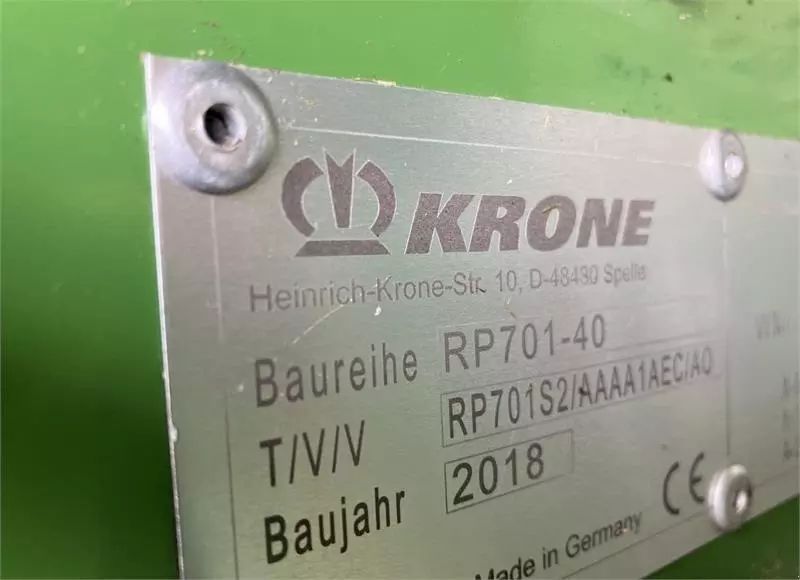 KRONE
Heinrich-Krone-Str. 10, D-48480 Spelle
Baureihe RP701-40
T/V/V RP701S2/AAAA1AEC/AO
Baujahr 2018
CE
Made in Germany